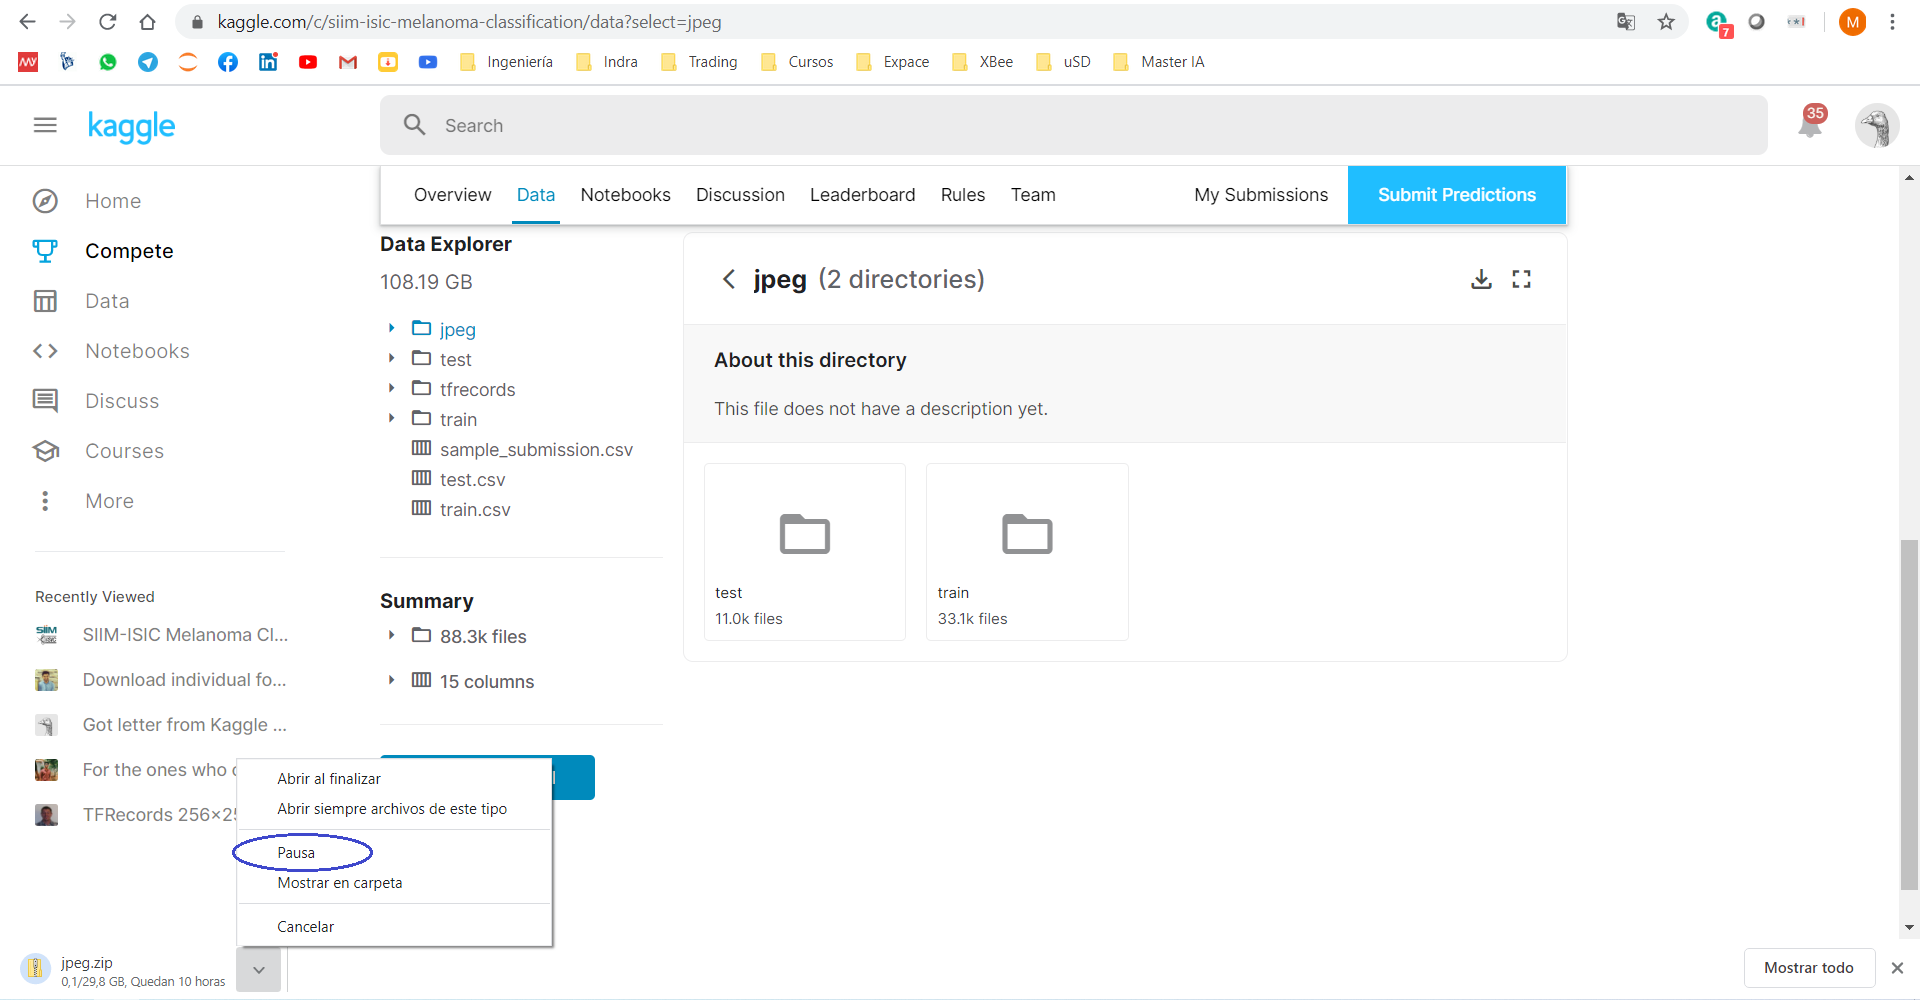 kaggle.com/c/siim-isic-melanoma-classification/data?select=jpeg
7
M
Ingeniería
Indra
Trading
Cursos
Expace
XBee
uSD
Master IA
kaggle
Search
35
Home
Compete
Data
Notebooks
Discuss
Courses
More
Recently Viewed
SIIM-ISIC Melanoma Cl...
Download individual fo...
Got letter from Kaggle ...
For the ones who
TFRecords 256x25
Overview
Data
Notebooks
Discussion
Leaderboard
Rules
Team
My Submissions
Submit Predictions
Data Explorer
108.19 GB
jpeg
test
tfrecords
train
sample_submission.csv
test.csv
train.csv
Summary
88.3k files
15 columns
jpeg (2 directories)
About this directory
This file does not have a description yet.
test
11.0k files
train
33.1k files
Abrir al finalizar
Abrir siempre archivos de este tipo
Pausa
Mostrar en carpeta
Cancelar
jpeg.zip
0,1/29,8 GB, Quedan 10 horas
Mostrar todo